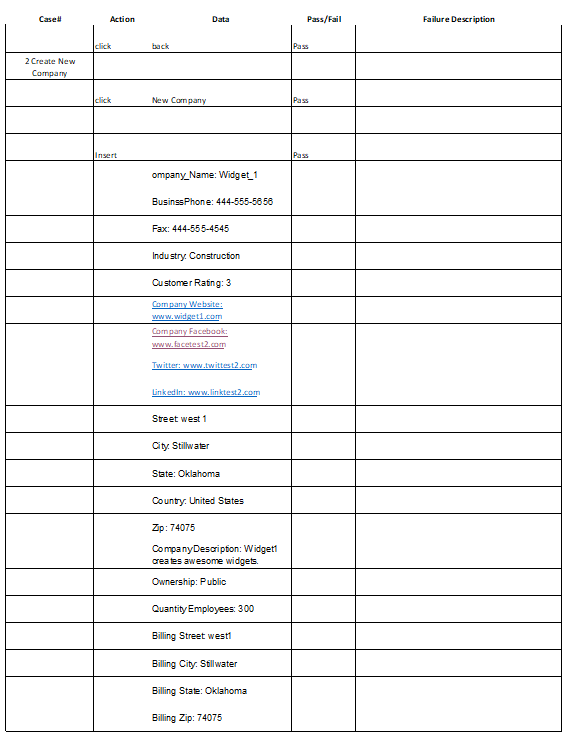 Case# Action Data Pass/Fail Failure Description
click back Pass
2 Create New
Company
click New Company Pass
Insert Pass
ompany_Name: Widget_1
BusinssPhone: 444-555-5656
Fax: 444-555-4545
Industry: Construction
Customer Rating: 3
Company Website:
www.widget1.com
Company Facebook:
www.facetest2.com
Twitter: www.twittest2.com
LinkedIn: www.linktest2.com
Street: west 1
City: Stillwater
State: Oklahoma
Country: United States
Zip: 74075
Company Description: Widget1
creates awesome widgets.
Ownership: Public
Quantity Employees: 300
Billing Street: west1
Billing City: Stillwater
Billing State: Oklahoma
Billing Zip: 74075